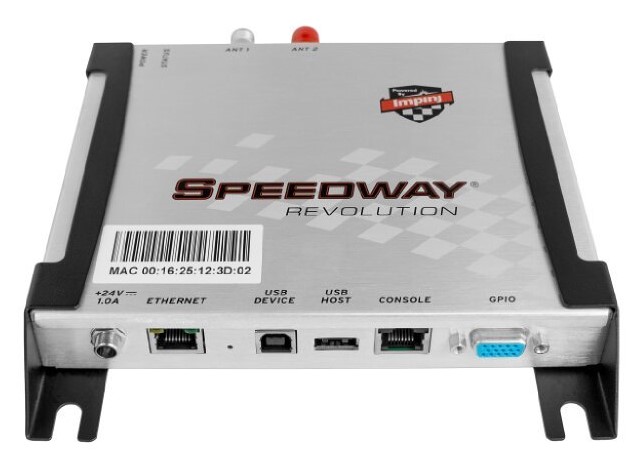 ANT 1
ANT 2
POWER
STATUS
Powered By
Impinj
SPEEDWAY®
REVOLUTION
MAC 00:16:25:12:3D:02
+24V⎓
1.0A
ETHERNET
USB
DEVICE
USB
HOST
CONSOLE
GPIO